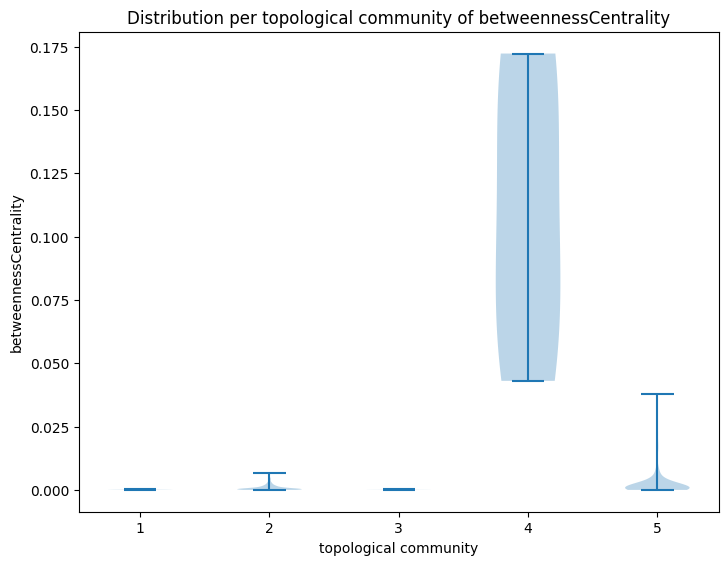 Distribution per topological community of betweennessCentrality
betweennessCentrality
0.175
0.150
0.125
0.100
0.075
0.050
0.025
0.000
1 2 3 4 5
topological community